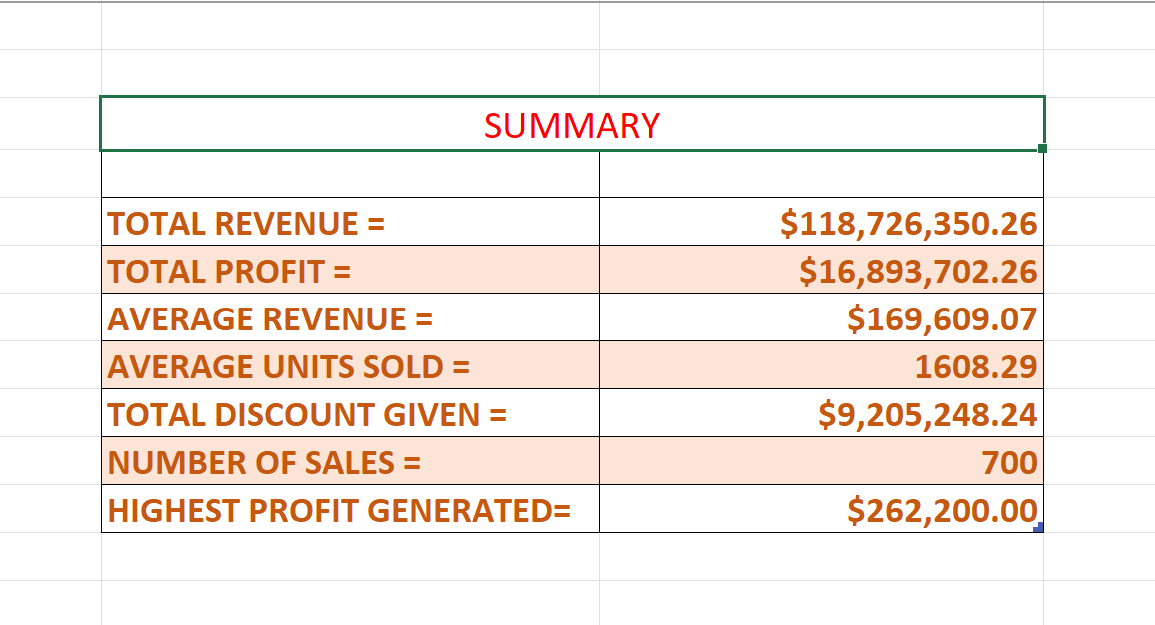 SUMMARY
TOTAL REVENUE = $118,726,350.26
TOTAL PROFIT = $16,893,702.26
AVERAGE REVENUE = $169,609.07
AVERAGE UNITS SOLD = 1608.29
TOTAL DISCOUNT GIVEN = $9,205,248.24
NUMBER OF SALES = 700
HIGHEST PROFIT GENERATED= $262,200.00